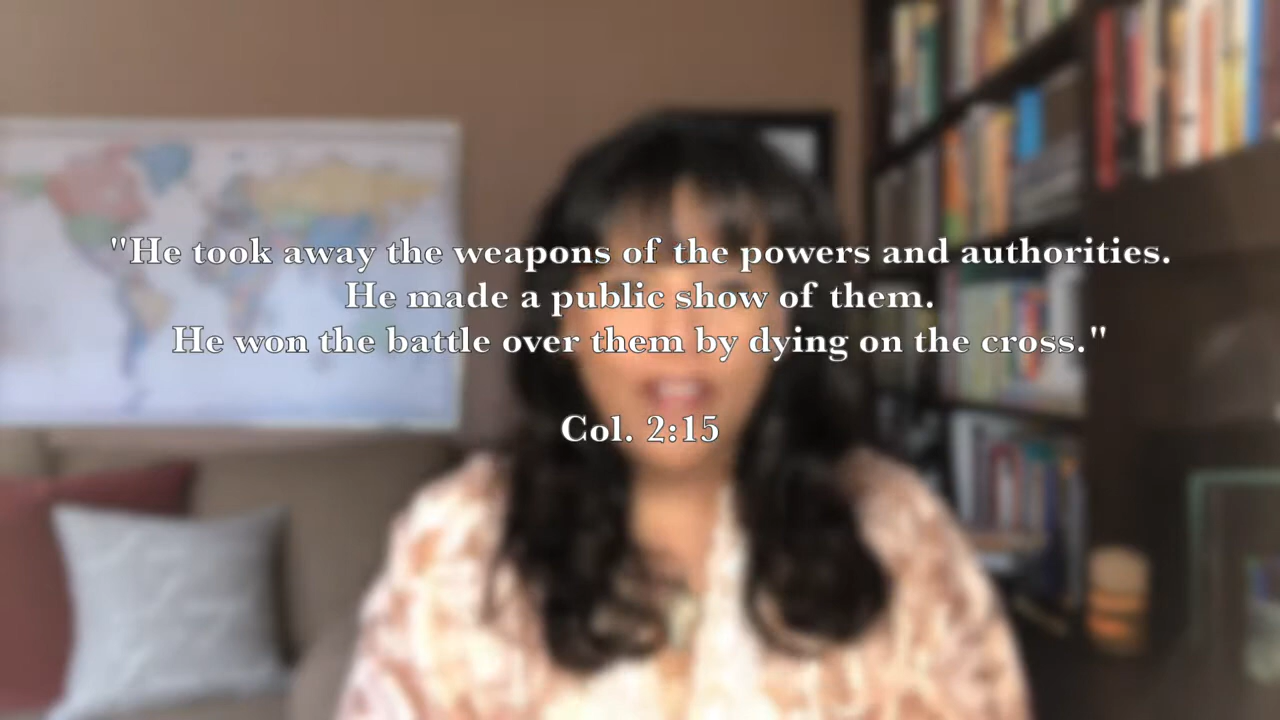 "He took away the weapons of the powers and authorities.
He made a public show of them.
He won the battle over them by dying on the cross."
Col. 2:15